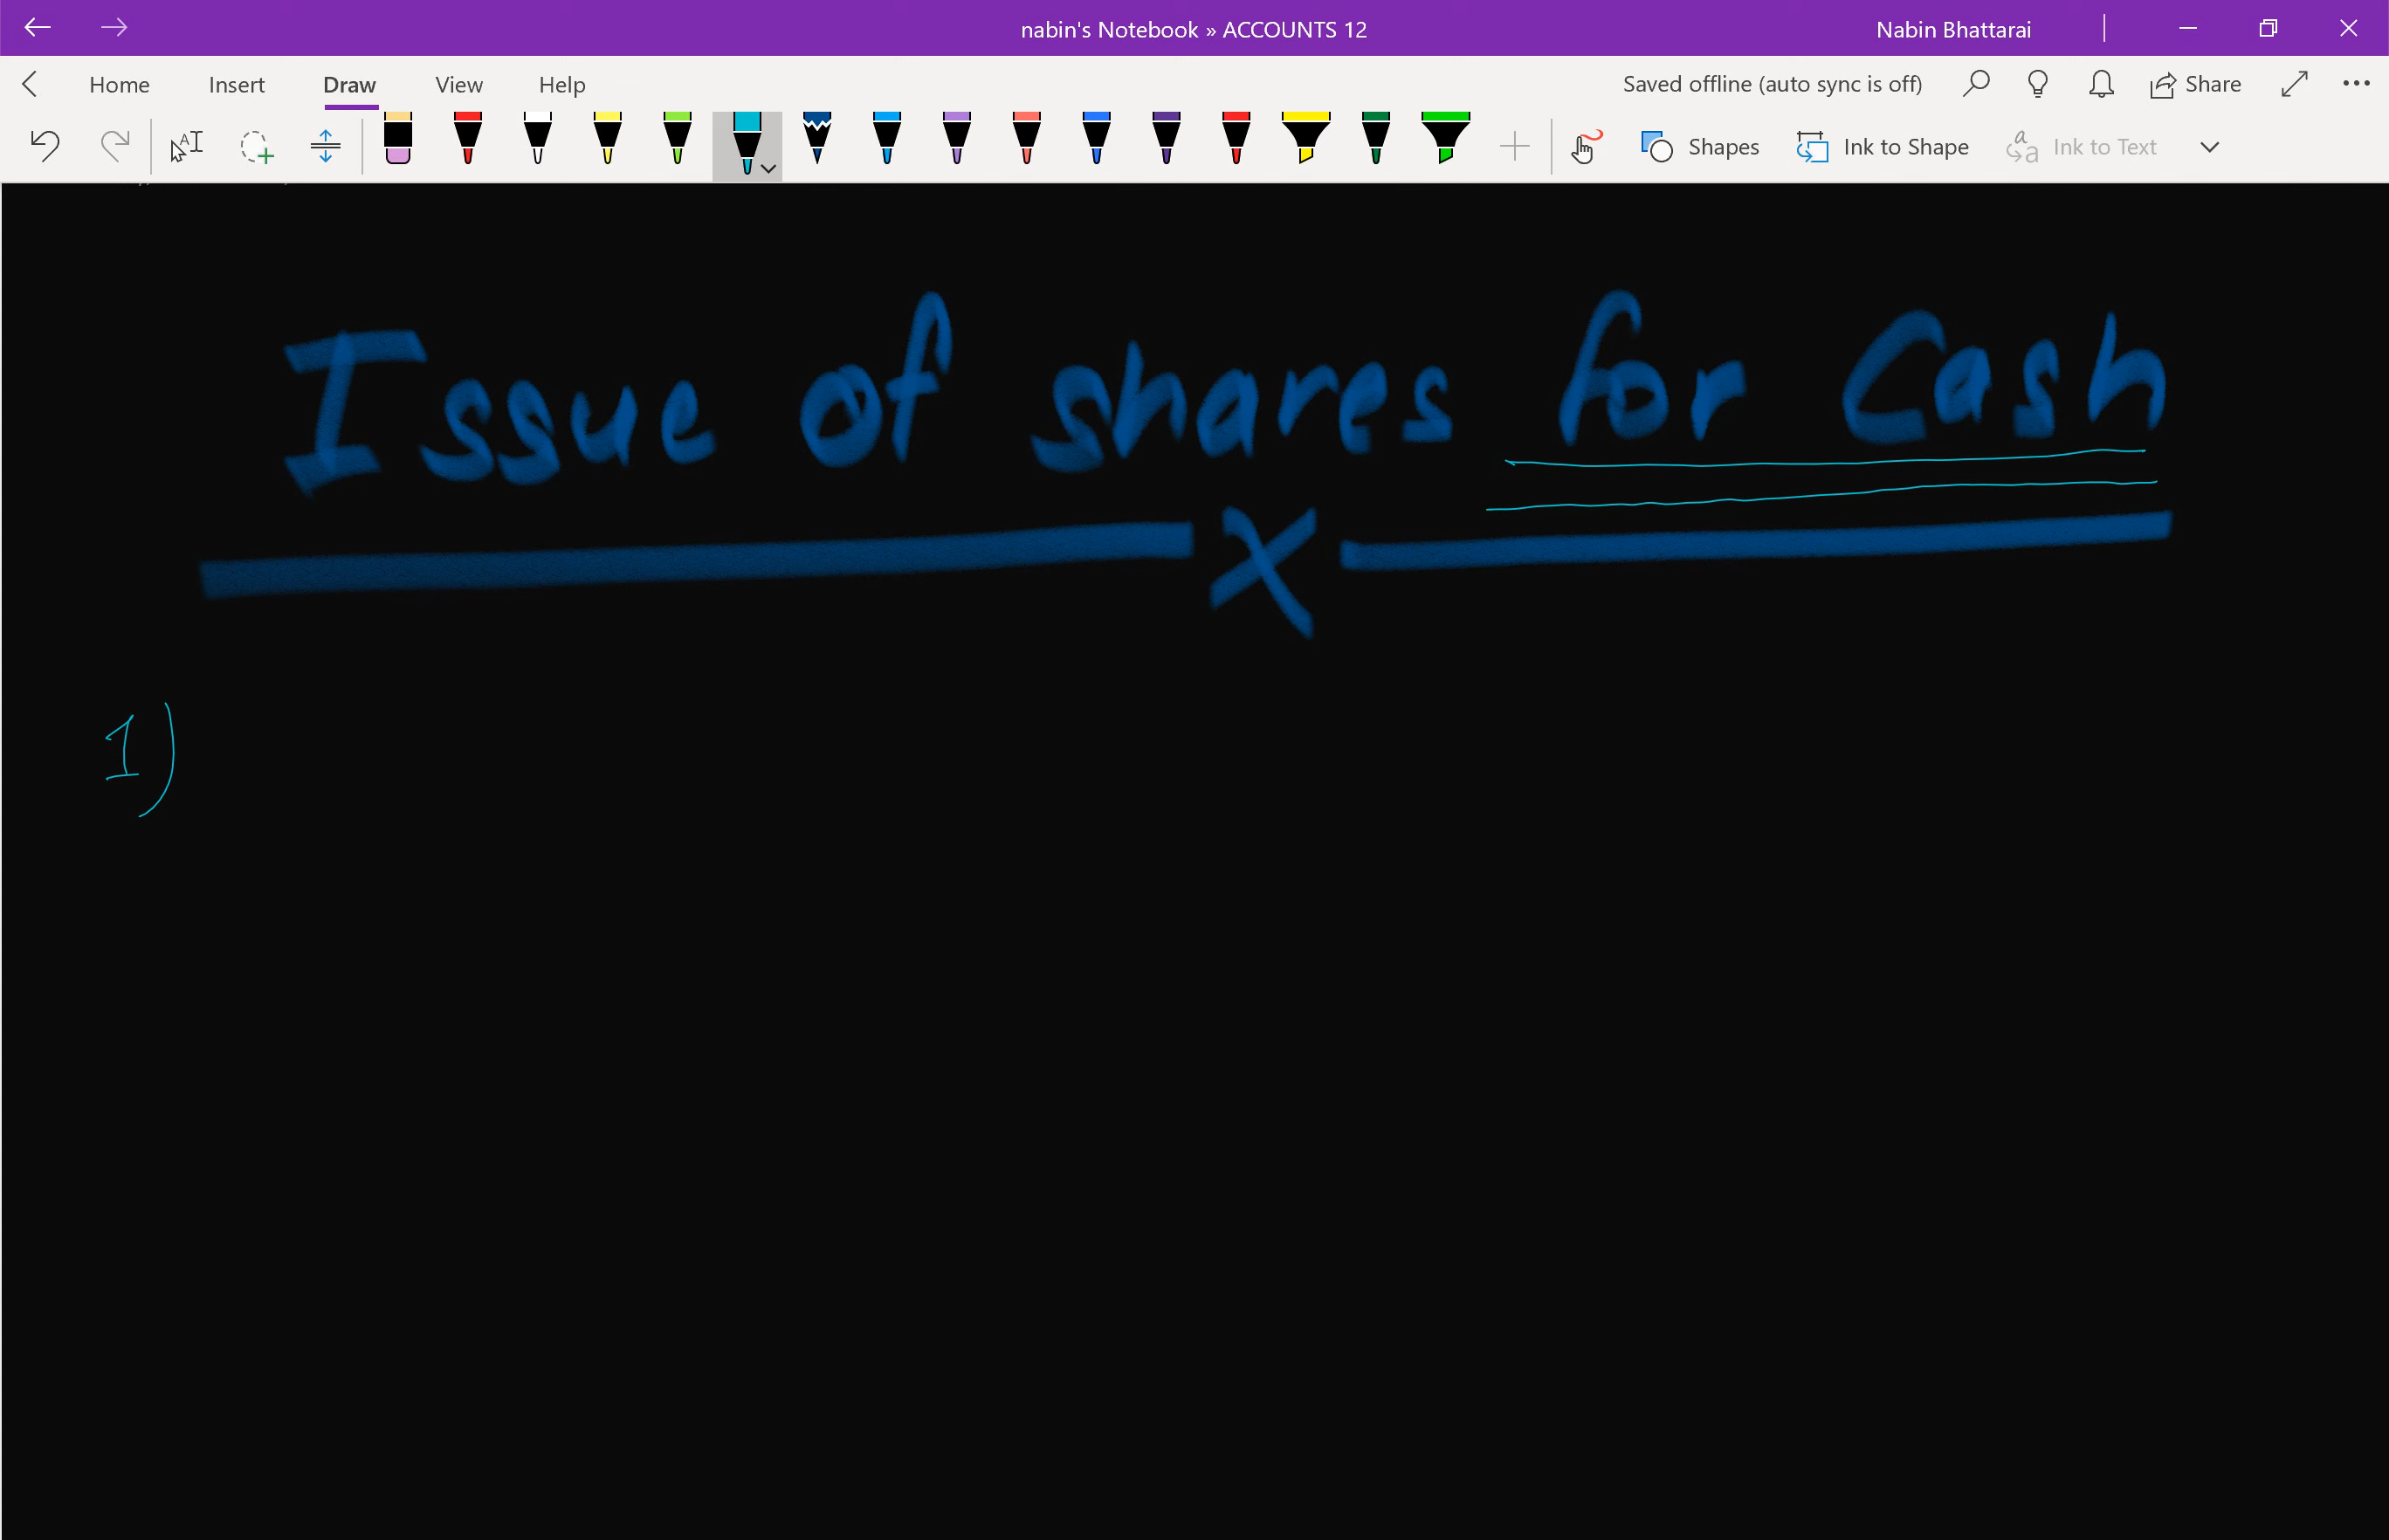 nabin's Notebook » ACCOUNTS 12
Nabin Bhattarai
Home Insert Draw View Help
Saved offline (auto sync is off)
Share
Shapes
Ink to Shape
Ink to Text
Issue of shares for Cash
X
1)